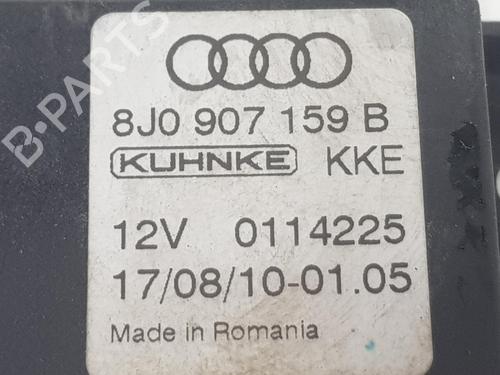 B-PARTS
8J0 907 159 B
KUHNKE KKE
12V 0114225
17/08/10-01.05
Made in Romania